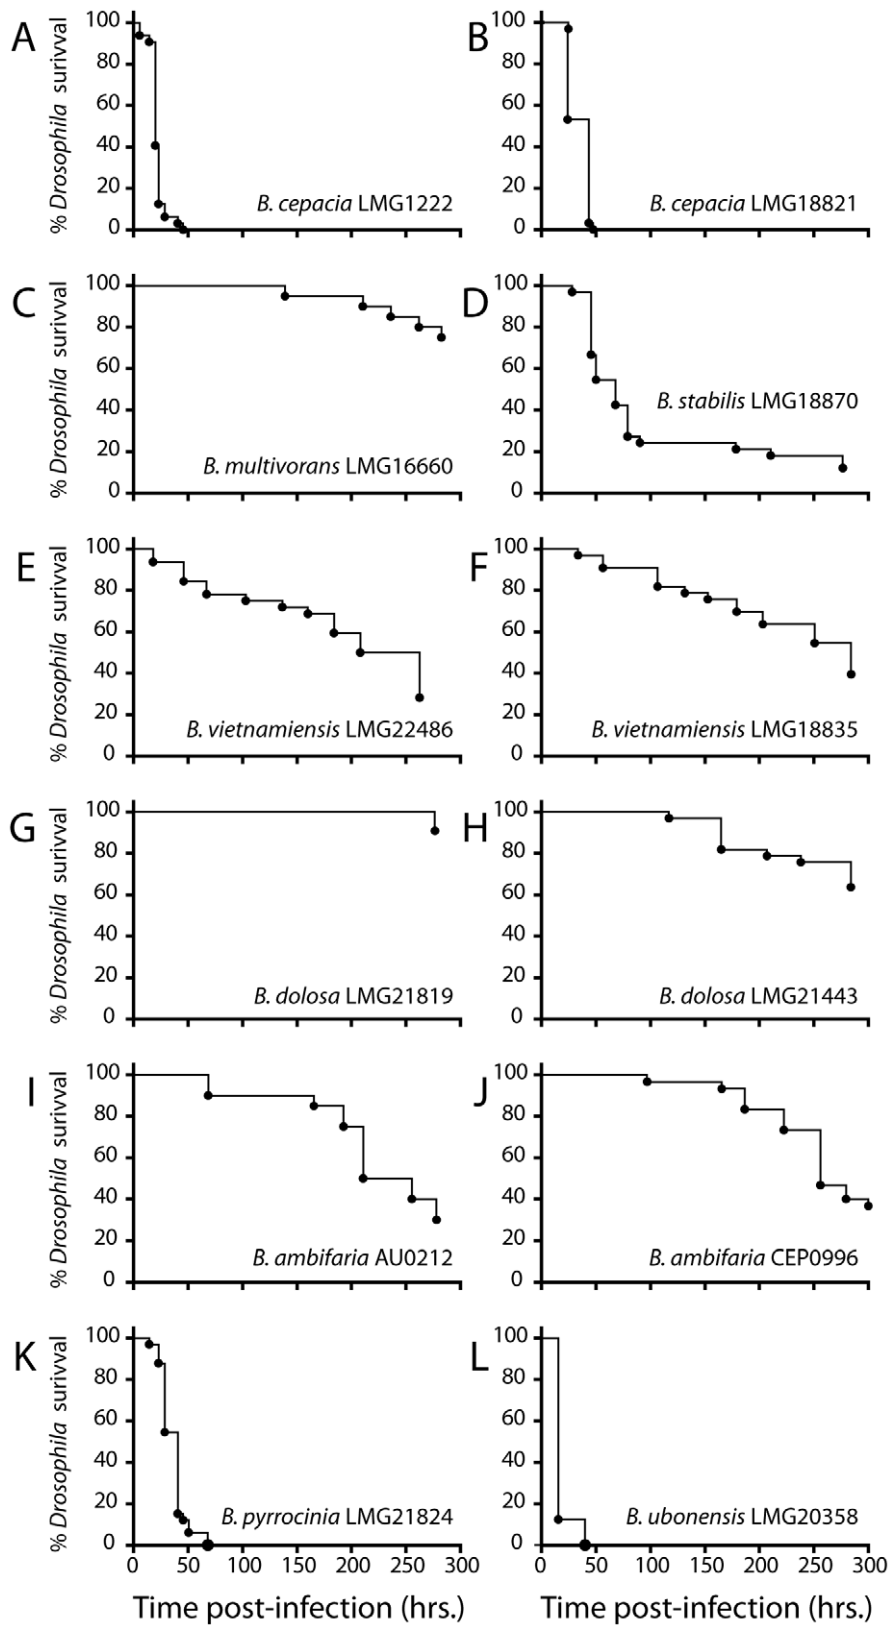 A
% Drosophila surivval
100
80
60
40
20
0
B. cepacia LMG1222
B
100
80
60
40
20
0
B. cepacia LMG18821
C
% Drosophila surivval
100
80
60
40
20
0
B. multivorans LMG16660
D
100
80
60
40
20
0
B. stabilis LMG18870
E
% Drosophila surivval
100
80
60
40
20
0
B. vietnamiensis LMG22486
F
100
80
60
40
20
0
B. vietnamiensis LMG18835
G
% Drosophila surivval
100
80
60
40
20
0
B. dolosa LMG21819
H
100
80
60
40
20
0
B. dolosa LMG21443
I
% Drosophila surivval
100
80
60
40
20
0
B. ambifaria AU0212
J
100
80
60
40
20
0
B. ambifaria CEP0996
K
% Drosophila surivval
100
80
60
40
20
0
B. pyrrocinia LMG21824
0 50 100 150 200 250 300
Time post-infection (hrs.)
L
100
80
60
40
20
0
B. ubonensis LMG20358
0 50 100 150 200 250 300
Time post-infection (hrs.)